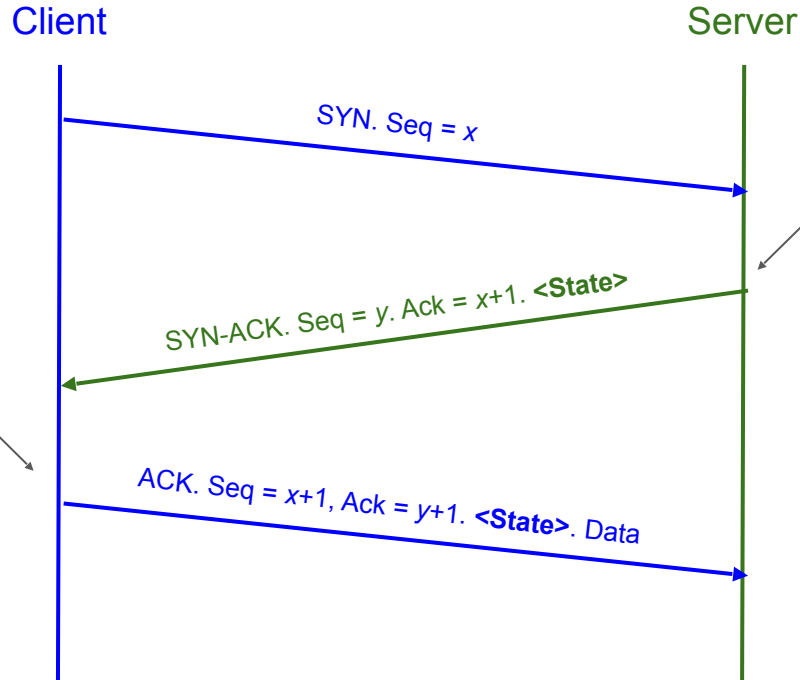 Client
Server
SYN. Seq = x
SYN-ACK. Seq = y. Ack = x+1. <State>
ACK. Seq = x+1, Ack = y+1. <State>. Data